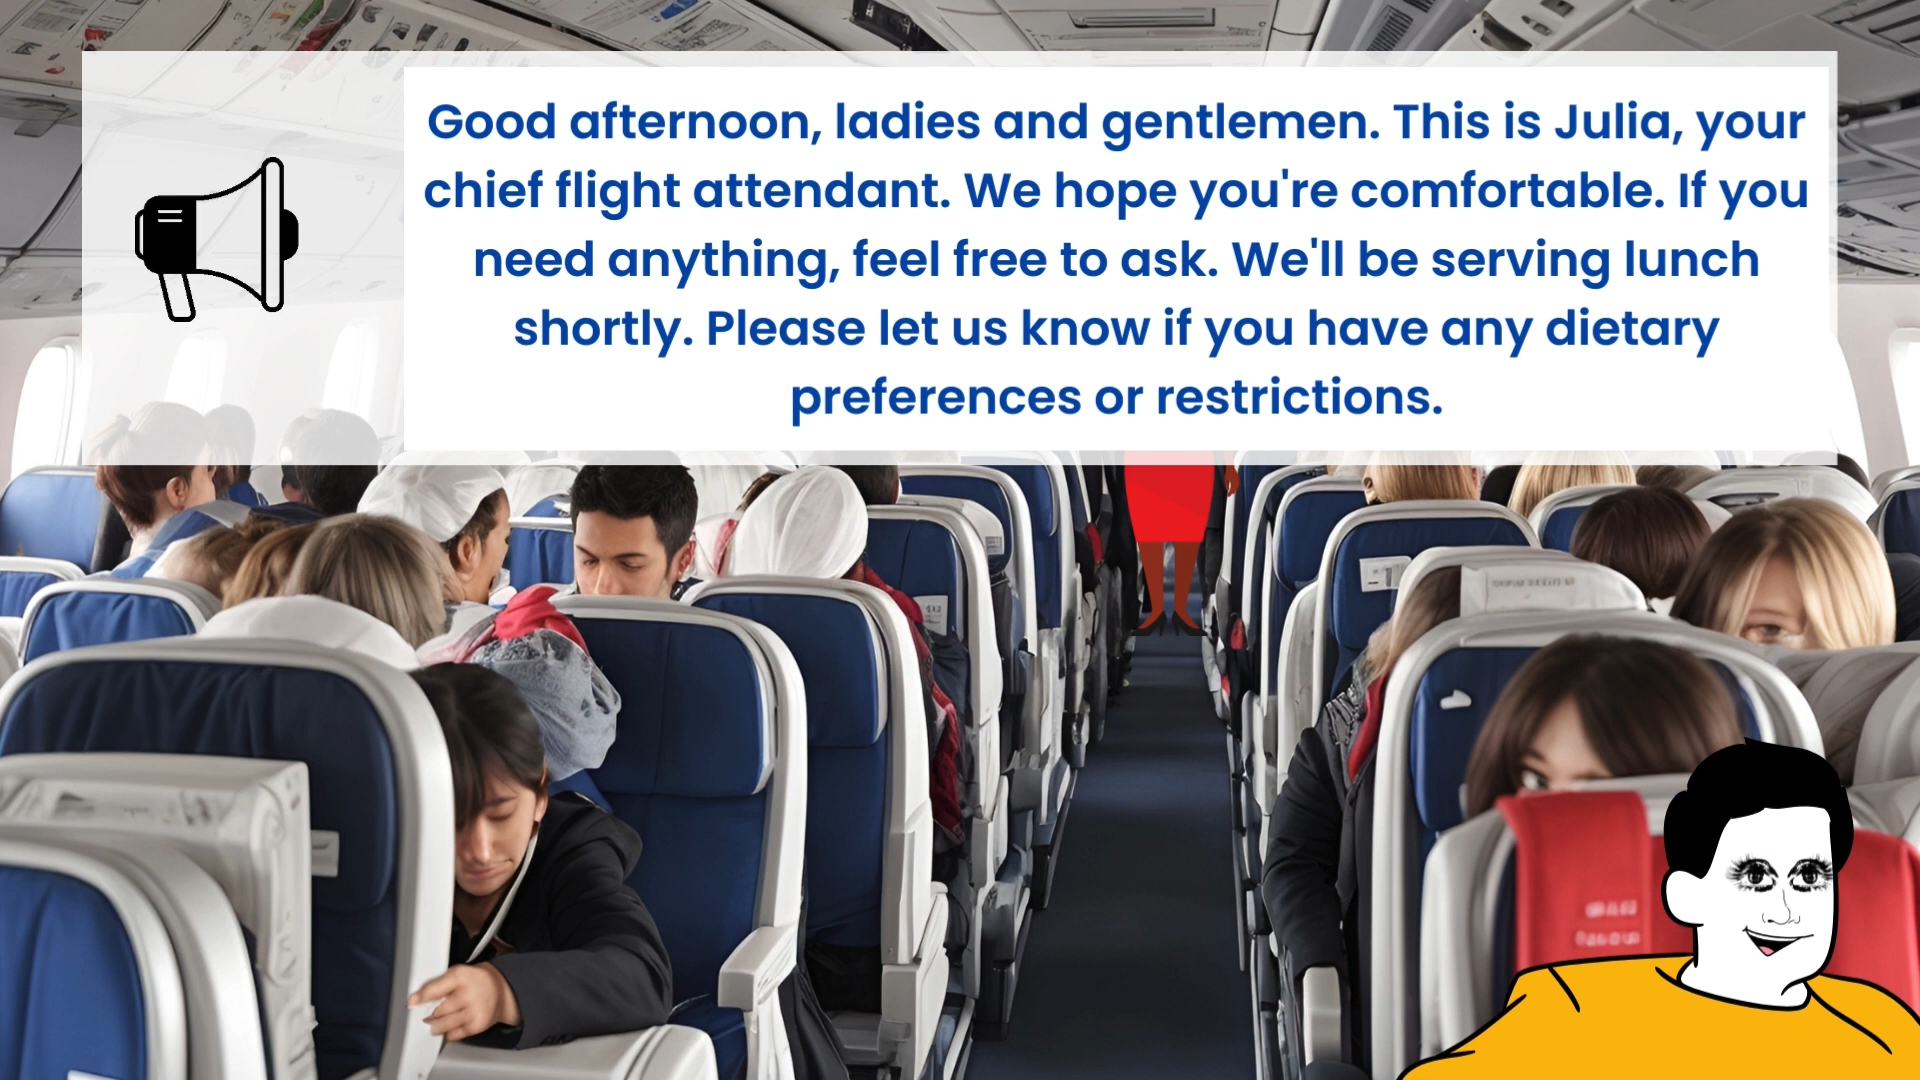 Good afternoon, ladies and gentlemen. This is Julia, your
chief flight attendant. We hope you're comfortable. If you
need anything, feel free to ask. We'll be serving lunch
shortly. Please let us know if you have any dietary
preferences or restrictions.